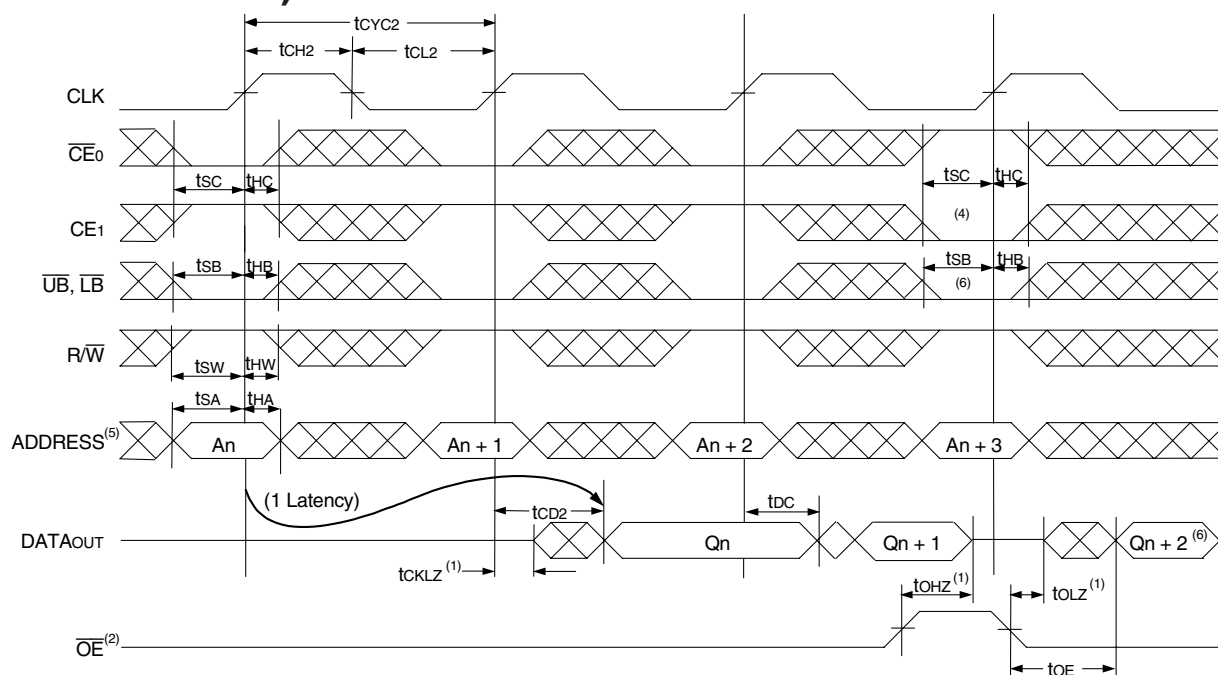 tCYC2
tCH2 tCL2
CLK
CE0
tSC tHC tSC tHC
CE1 (4)
tSB tHB tSB tHB
UB, LB (6)
R/W
tSW tHW
tSA tHA
ADDRESS(5) An An + 1 An + 2 An + 3
(1 Latency) tCD2 tDC
DATAOUT Qn Qn + 1 Qn + 2 (6)
tCKLZ (1) tOHZ (1) tOLZ (1)
OE (2)
tOE